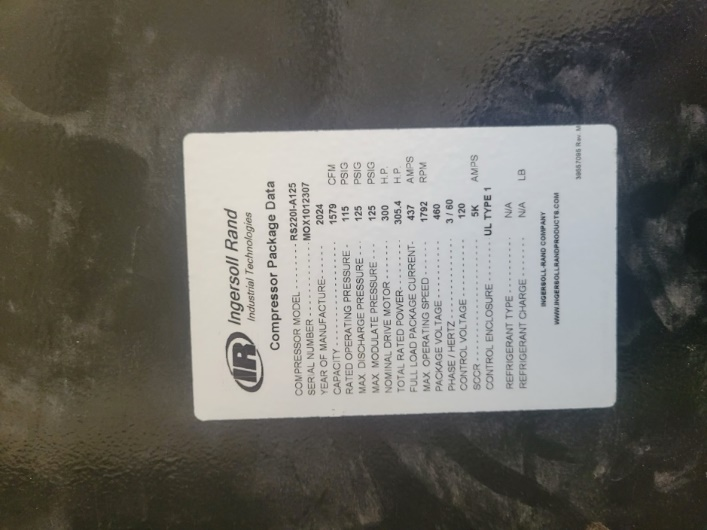 IR Ingersoll Rand
Industrial Technologies
Compressor Package Data
COMPRESSOR MODEL -------- RS220I-A125
SERIAL NUMBER ------------- MOX1012307
YEAR OF MANUFACTURE-------- 2024
CAPACITY --------------------- 1579 CFM
RATED OPERATING PRESSURE - 115 PSIG
MAX. DISCHARGE PRESSURE -- 125 PSIG
MAX. MODULATE PRESSURE --- 125 PSIG
NOMINAL DRIVE MOTOR -------- 300 H.P.
TOTAL RATED POWER---------- 305.4 H.P.
FULL LOAD PACKAGE CURRENT- 437 AMPS
MAX OPERATING SPEED ------- 1792 RPM
PACKAGE VOLTAGE ----------- 460
PHASE / HERTZ --------------- 3 / 60
CONTROL VOLTAGE ---------- 120
SCCR ----------------------- 5K AMPS
CONTROL ENCLOSURE -------- UL TYPE 1
REFRIGERANT TYPE ---------- N/A
REFRIGERANT CHARGE -------- N/A LB
INGERSOLL-RAND COMPANY
WWW.INGERSOLLRANDPRODUCTS.COM
Rev. M